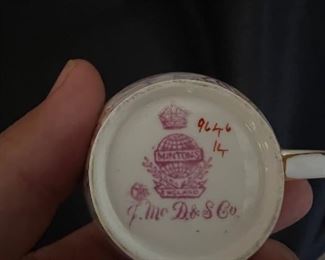 9646
14
MINTONS
ENGLAND
J. Mc D. & S Co.